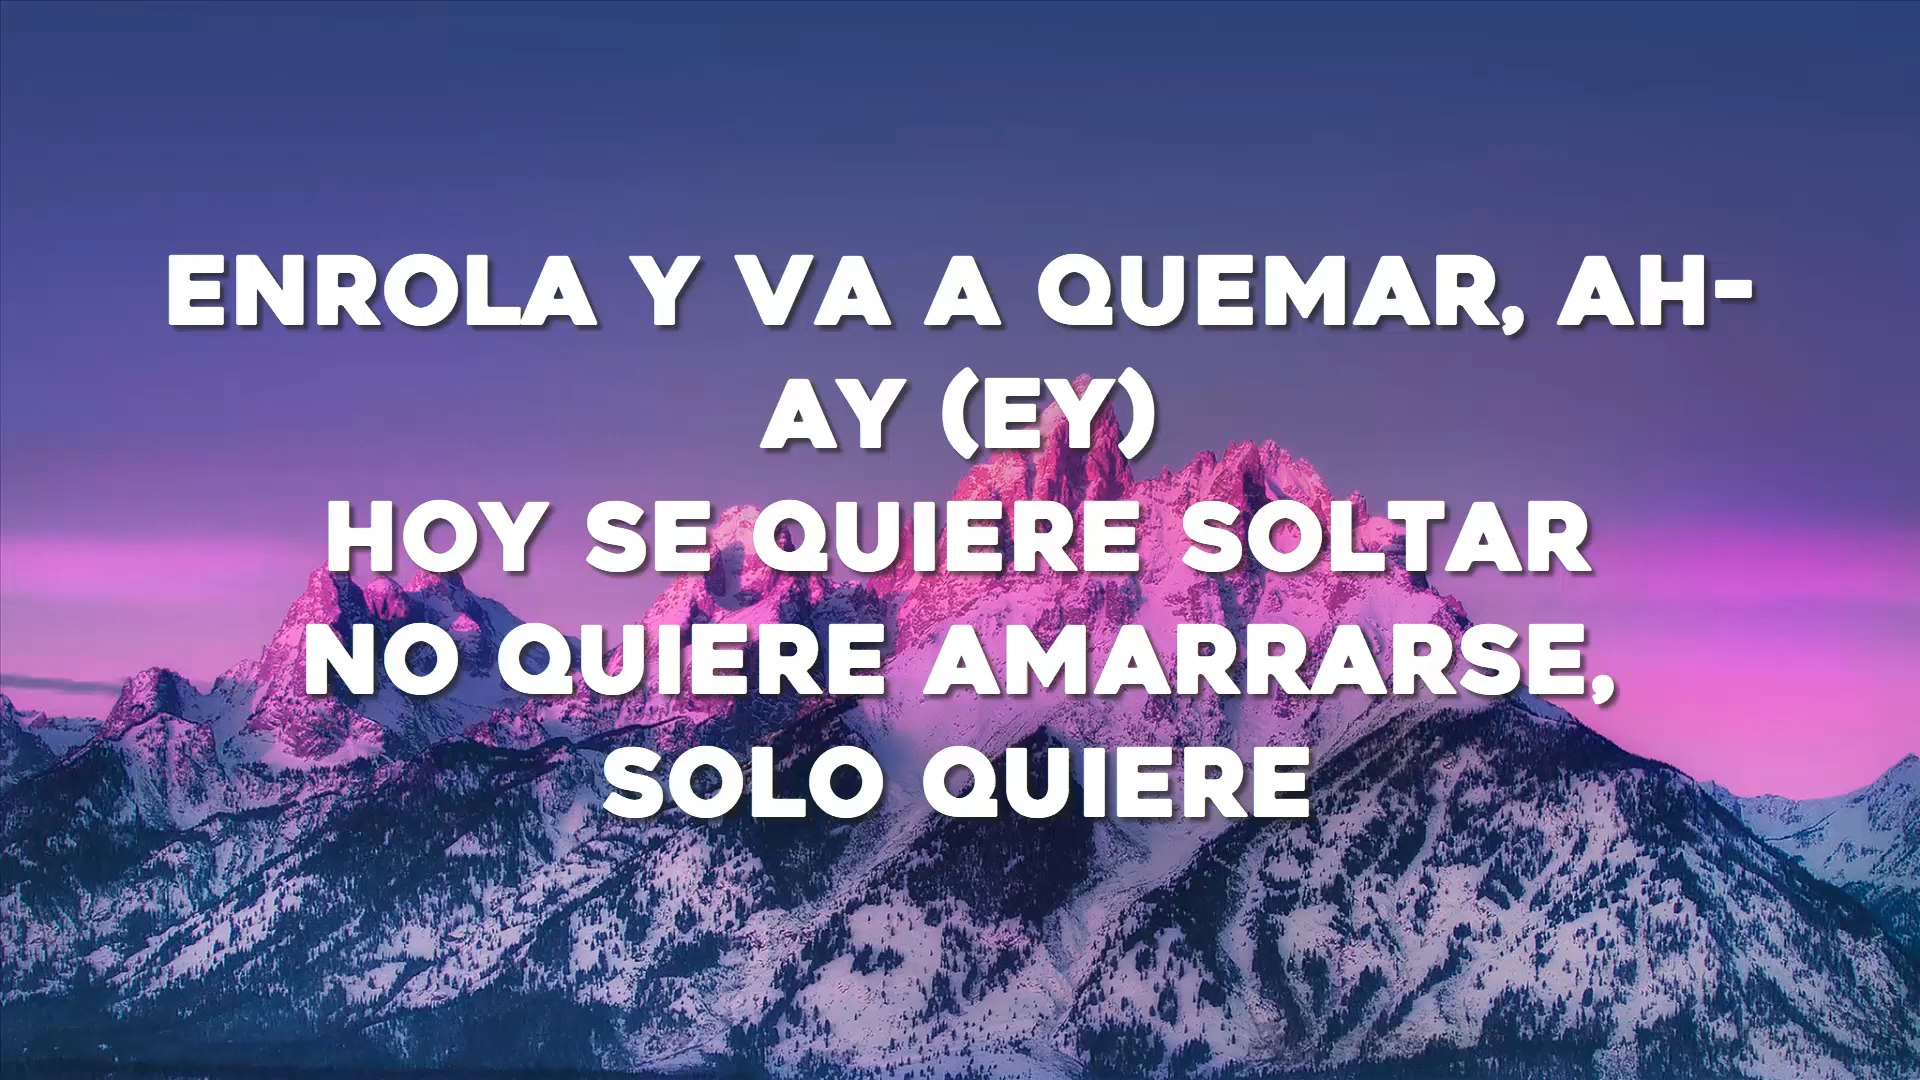 ENROLA Y VA A QUEMAR, AH-
AY (EY)
HOY SE QUIERE SOLTAR
NO QUIERE AMARRARSE,
SOLO QUIERE